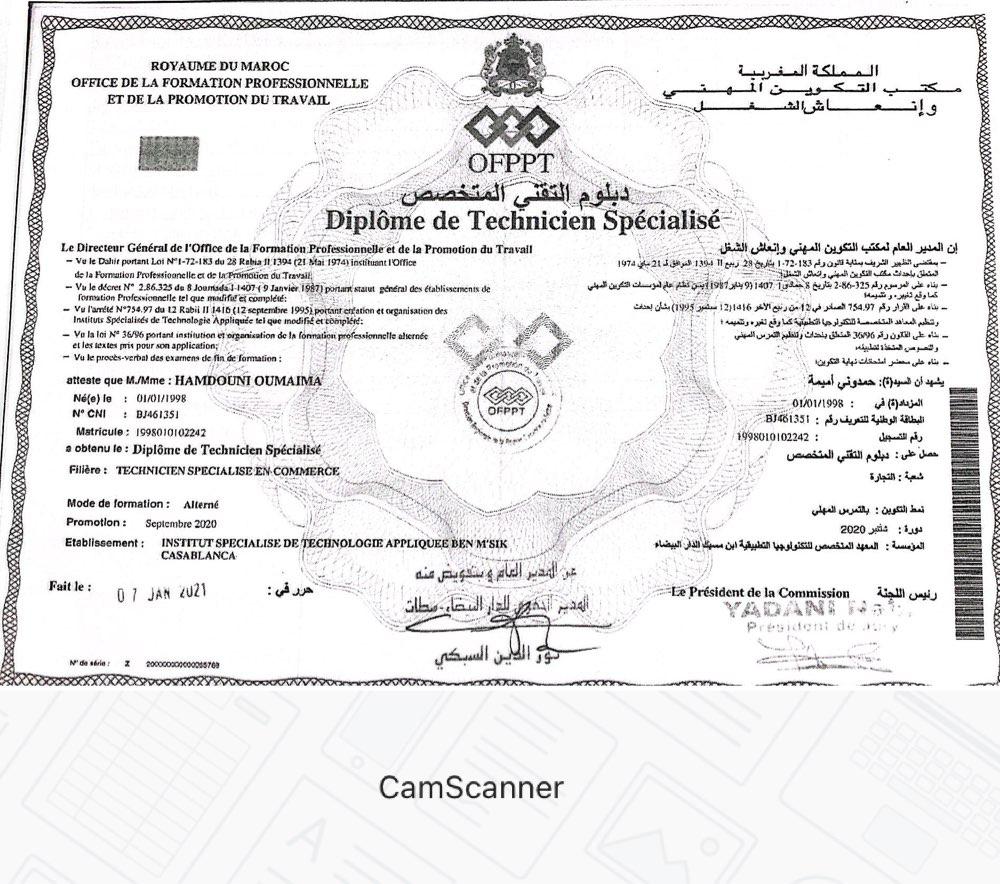 ROYAUME DU MAROC
OFFICE DE LA FORMATION PROFESSIONNELLE
ET DE LA PROMOTION DU TRAVAIL
المملكة المغربية
مكتب التكوين المهني
وإنعاش الشغل
OFPPT
دبلوم التقني المتخصص
Diplôme de Technicien Spécialisé
Le Directeur Général de l'Office de la Formation Professionnelle et de la Promotion du Travail
– Vu le Dahir portant Loi N°1-72-183 du 28 Rabia II 1394 (21 Mai 1974) instituant l'Office
de la Formation Professionnelle et de la Promotion du Travail;
– Vu le décret N° 2.86.325 du 8 Joumada I 1407 (9 Janvier 1987) portant statut général des établissements de
formation Professionnelle tel que modifié et complété;
– Vu l'arrêté N°754.97 du 12 Rabii II 1416 (12 septembre 1995) portant création et organisation des
Instituts Spécialisés de Technologie Appliquée tel que modifié et complété;
– Vu la loi N° 36/96 portant institution et organisation de la formation professionnelle alternée
et les textes pris pour son application;
– Vu le procès-verbal des examens de fin de formation :
إن المدير العام لمكتب التكوين المهني وإنعاش الشغل
– بمقتضى الظهير الشريف بمثابة قانون رقم 183-72-1 بتاريخ 28 ربيع II 1394 الموافق ل 21 ماي 1974
المتعلق بإحداث مكتب التكوين المهني وإنعاش الشغل؛
– بناء على المرسوم رقم 325-86-2 بتاريخ 8 جمادى I 1407 (9 يناير 1987) بسن نظام عام لمؤسسات التكوين المهني
كما وقع تغييره وتتميمه؛
– بناء على القرار رقم 754.97 الصادر في 12 من ربيع الآخر 1416 (12 سبتمبر 1995) بشأن إحداث
وتنظيم المعاهد المتخصصة للتكنولوجيا التطبيقية كما وقع تغييره وتتميمه ؛
– بناء على القانون رقم 36/96 المتعلق بإحداث وتنظيم التمرس المهني
والنصوص المتخذة لتطبيقه،
– بناء على محضر امتحانات نهاية التكوين:
OFPPT
atteste que M./Mme : HAMDOUNI OUMAIMA
Né(e) le : 01/01/1998
N° CNI : BJ461351
Matricule : 1998010102242
a obtenu le : Diplôme de Technicien Spécialisé
Filière : TECHNICIEN SPECIALISE EN COMMERCE
Mode de formation : Alterné
Promotion : Septembre 2020
Etablissement : INSTITUT SPECIALISE DE TECHNOLOGIE APPLIQUEE BEN M'SIK
CASABLANCA
يشهد أن السيد(ة): حمدوني أميمة
المزداد(ة) في : 01/01/1998
البطاقة الوطنية للتعريف رقم : BJ461351
رقم التسجيل : 1998010102242
حصل على : دبلوم التقني المتخصص
شعبة : التجارة
نمط التكوين : بالتمرس المهني
دورة : شتنبر 2020
المؤسسة : المعهد المتخصص للتكنولوجيا التطبيقية ابن مسيك الدار البيضاء
Fait le : 07 JAN 2021 حرر في :
عن المدير العام وبتفويض منه
المدير الجهوي للدار البيضاء-سطات
نور الدين السبكي
Le Président de la Commission رئيس اللجنة
YADANI
Président de jury
N° de série : Z
CamScanner